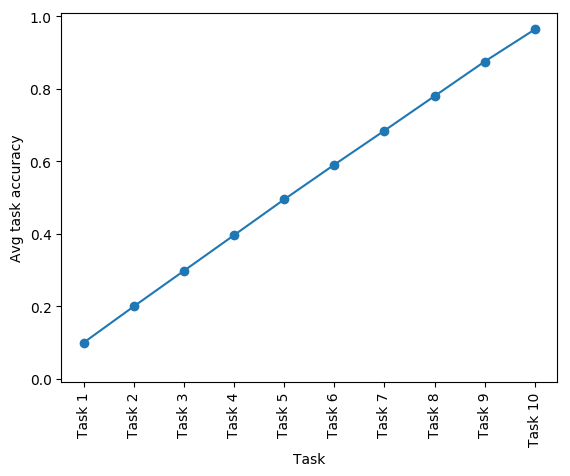 1.0
0.8
0.6
0.4
0.2
0.0
Avg task accuracy
Task 1
Task 2
Task 3
Task 4
Task 5
Task 6
Task 7
Task 8
Task 9
Task 10
Task